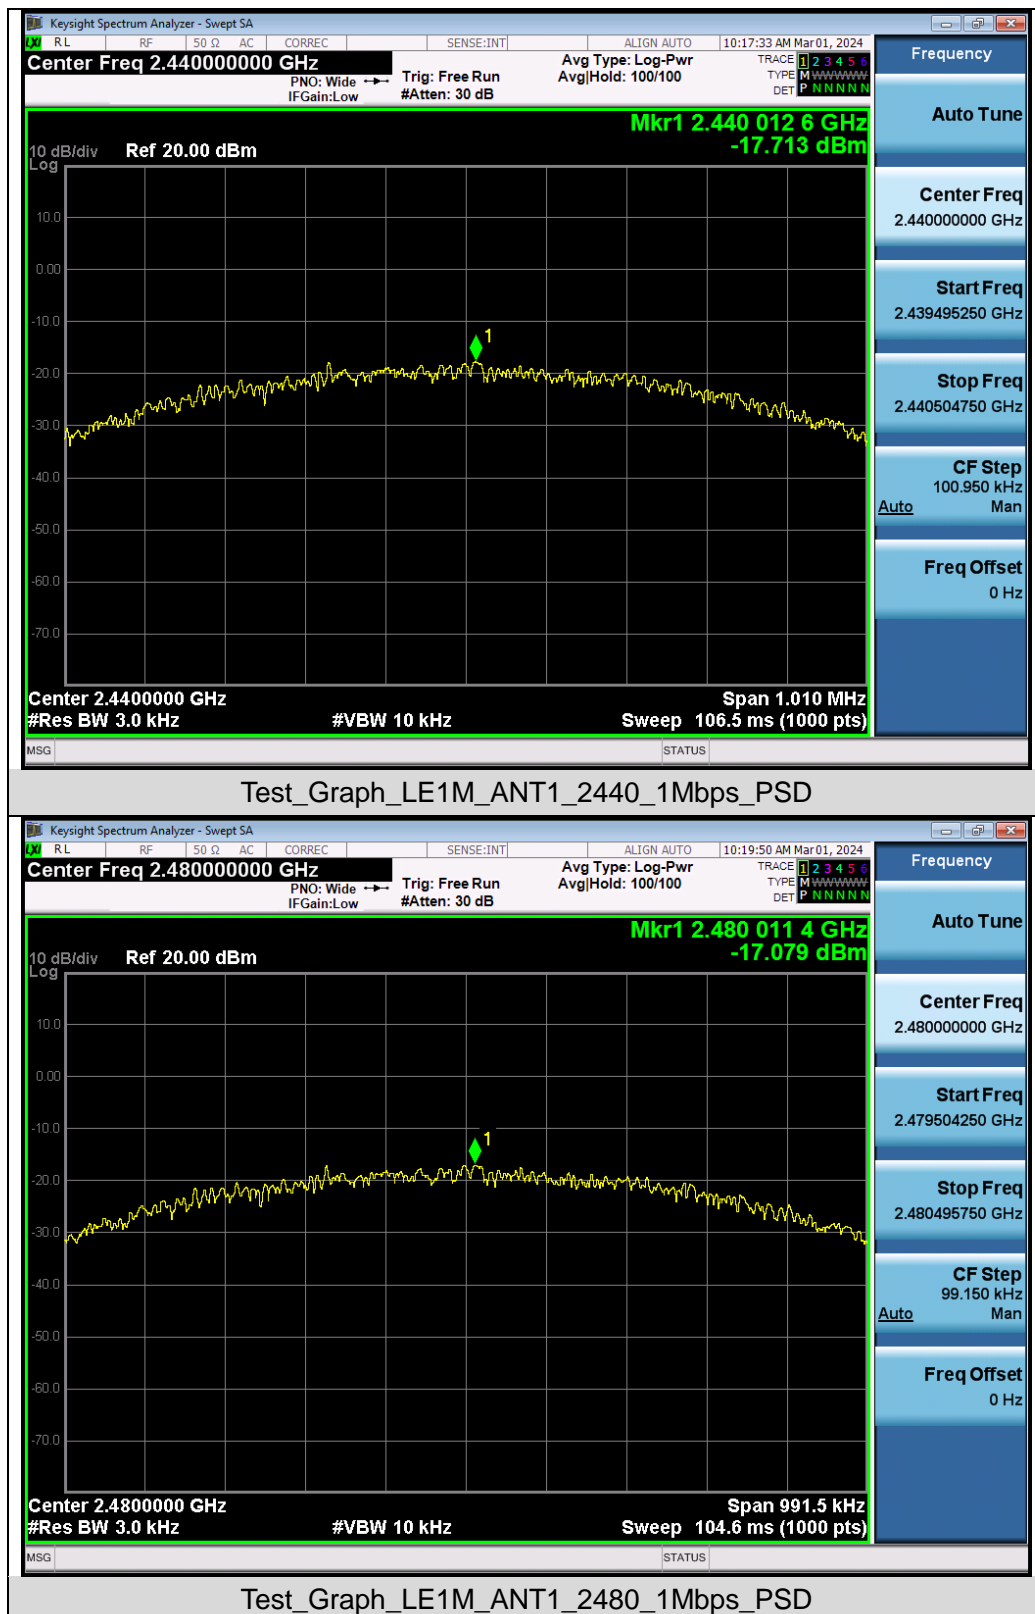 Keysight Spectrum Analyzer - Swept SA
LXI RL RF 50 Ω AC CORREC SENSE:INT ALIGN AUTO 10:17:33 AM Mar 01, 2024
Center Freq 2.440000000 GHz
PNO: Wide
IFGain:Low
Trig: Free Run
#Atten: 30 dB
Avg Type: Log-Pwr
Avg|Hold: 100/100
TRACE 1 2 3 4 5 6
TYPE M WWWWW
DET P N N N N N
Frequency
Mkr1 2.440 012 6 GHz
-17.713 dBm
10 dB/div Ref 20.00 dBm
Log
10.0
0.00
-10.0
-20.0
-30.0
-40.0
-50.0
-60.0
-70.0
1
Center 2.4400000 GHz Span 1.010 MHz
#Res BW 3.0 kHz #VBW 10 kHz Sweep 106.5 ms (1000 pts)
Auto Tune
Center Freq
2.440000000 GHz
Start Freq
2.439495250 GHz
Stop Freq
2.440504750 GHz
CF Step
100.950 kHz
Auto Man
Freq Offset
0 Hz
MSG STATUS
Test_Graph_LE1M_ANT1_2440_1Mbps_PSD
Keysight Spectrum Analyzer - Swept SA
LXI RL RF 50 Ω AC CORREC SENSE:INT ALIGN AUTO 10:19:50 AM Mar 01, 2024
Center Freq 2.480000000 GHz
PNO: Wide
IFGain:Low
Trig: Free Run
#Atten: 30 dB
Avg Type: Log-Pwr
Avg|Hold: 100/100
TRACE 1 2 3 4 5 6
TYPE M WWWWW
DET P N N N N N
Frequency
Mkr1 2.480 011 4 GHz
-17.079 dBm
10 dB/div Ref 20.00 dBm
Log
10.0
0.00
-10.0
-20.0
-30.0
-40.0
-50.0
-60.0
-70.0
1
Center 2.4800000 GHz Span 991.5 kHz
#Res BW 3.0 kHz #VBW 10 kHz Sweep 104.6 ms (1000 pts)
Auto Tune
Center Freq
2.480000000 GHz
Start Freq
2.479504250 GHz
Stop Freq
2.480495750 GHz
CF Step
99.150 kHz
Auto Man
Freq Offset
0 Hz
MSG STATUS
Test_Graph_LE1M_ANT1_2480_1Mbps_PSD